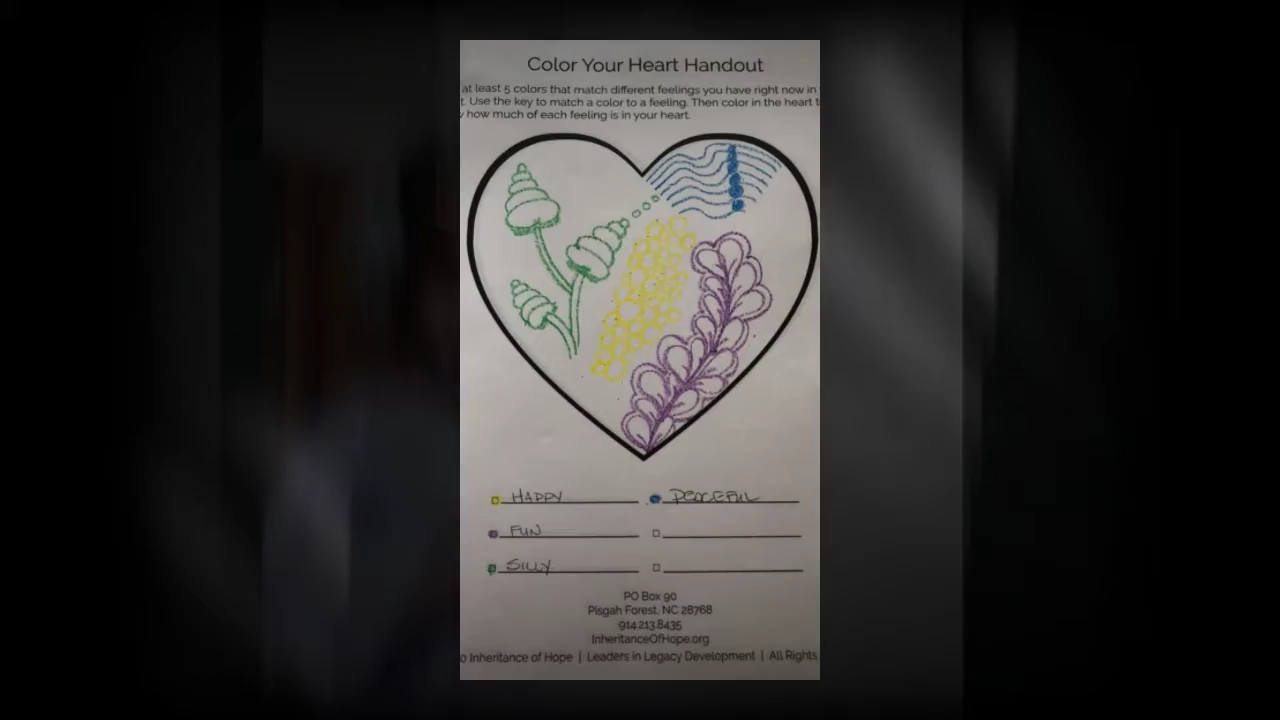 Color Your Heart Handout
at least 5 colors that match different feelings you have right now in
t. Use the key to match a color to a feeling. Then color in the heart t
how much of each feeling is in your heart.
HAPPY PEACEFUL
FUN
SILLY
PO Box 90
Pisgah Forest, NC 28768
914.213.8435
InheritanceOfHope.org
o Inheritance of Hope | Leaders in Legacy Development | All Rights